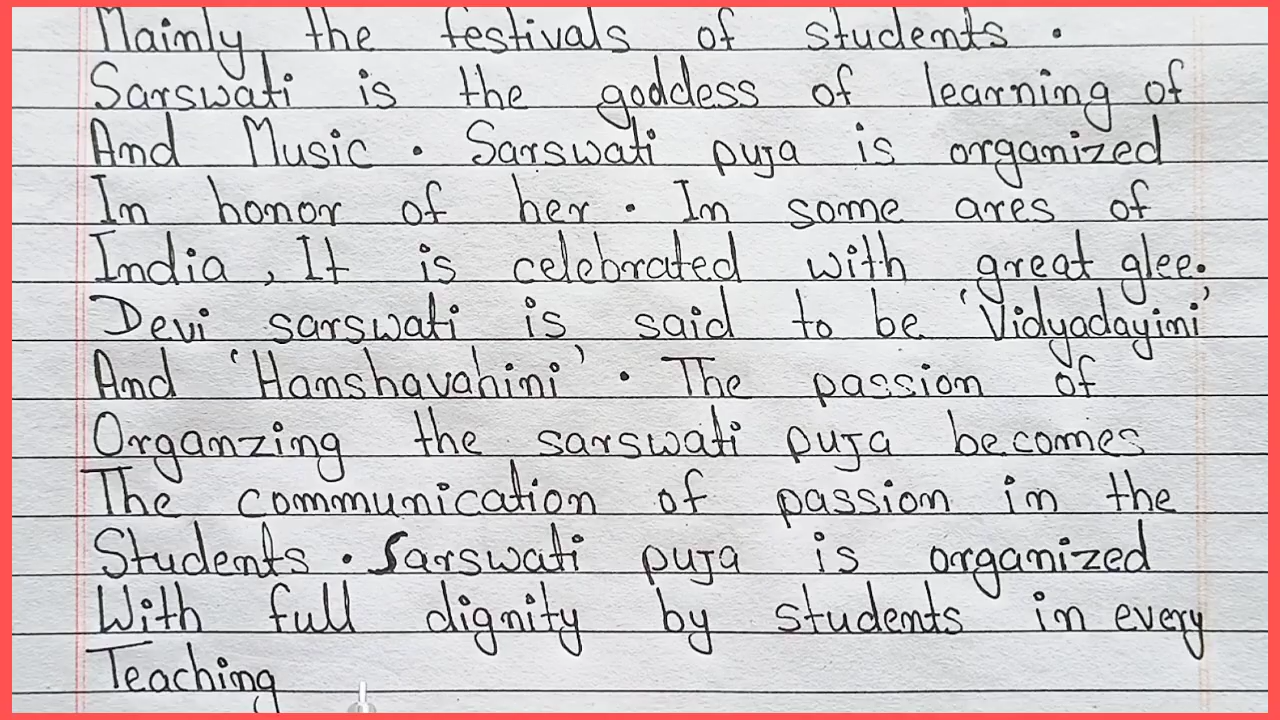 Mainly the festivals of students .
Sarswati is the goddess of learning of
And Music . Sarswati puja is organized
In honor of her . In some ares of
India , It is celebrated with great glee.
Devi sarswati is said to be 'Vidyadayini'
And 'Hanshavahini' . The passion of
Organzing the sarswati puja becomes
The communication of passion in the
Students . Sarswati puja is organized
With full dignity by students in every
Teaching